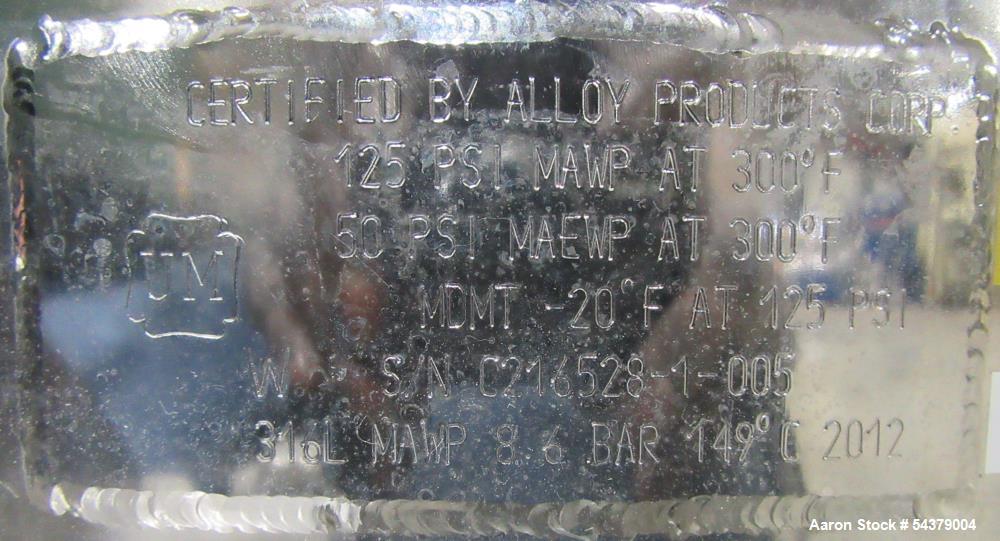 CERTIFIED BY ALLOY PRODUCTS CORP.
125 PSI MAWP AT 300°F
50 PSI MAEWP AT 300°F
UM
MDMT -20°F AT 125 PSI
W S/N C216528-1-005
316L MAWP 8.6 BAR 149°C 2012
Aaron Stock # 54379004